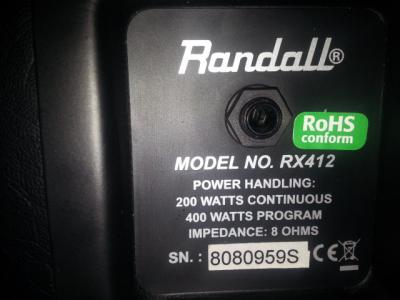 Randall®
RoHS
conform
MODEL NO. RX412
POWER HANDLING:
200 WATTS CONTINUOUS
400 WATTS PROGRAM
IMPEDANCE: 8 OHMS
SN. : 8080959S CE